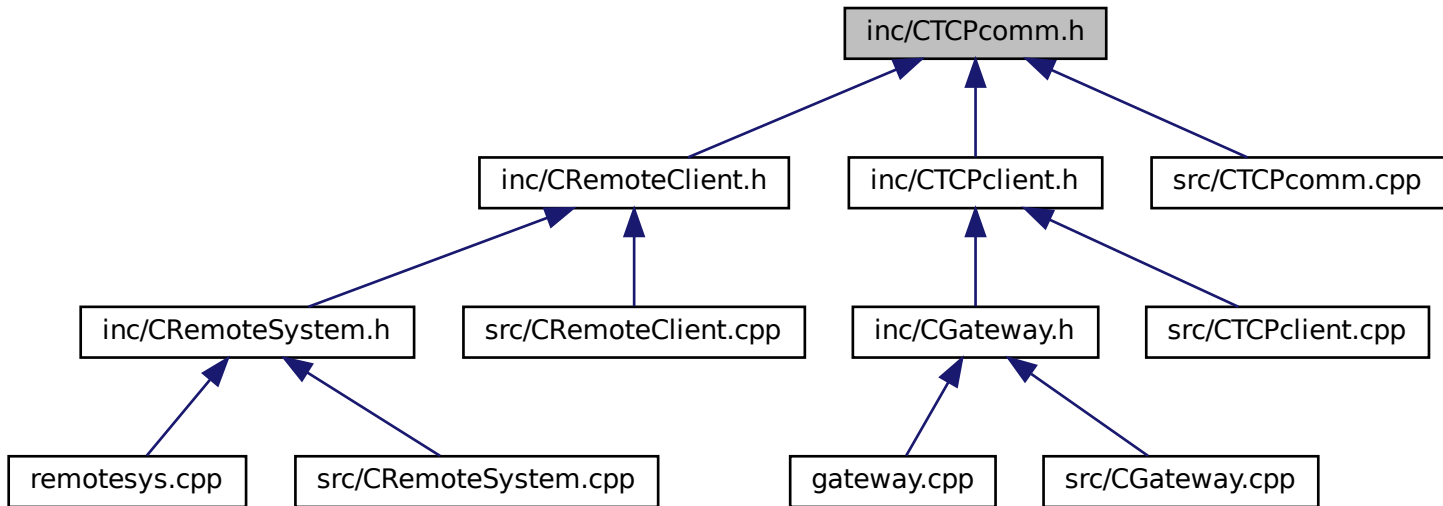 inc/CTCPcomm.h
inc/CRemoteClient.h
inc/CTCPclient.h
src/CTCPcomm.cpp
inc/CRemoteSystem.h
src/CRemoteClient.cpp
inc/CGateway.h
src/CTCPclient.cpp
remotesys.cpp
src/CRemoteSystem.cpp
gateway.cpp
src/CGateway.cpp